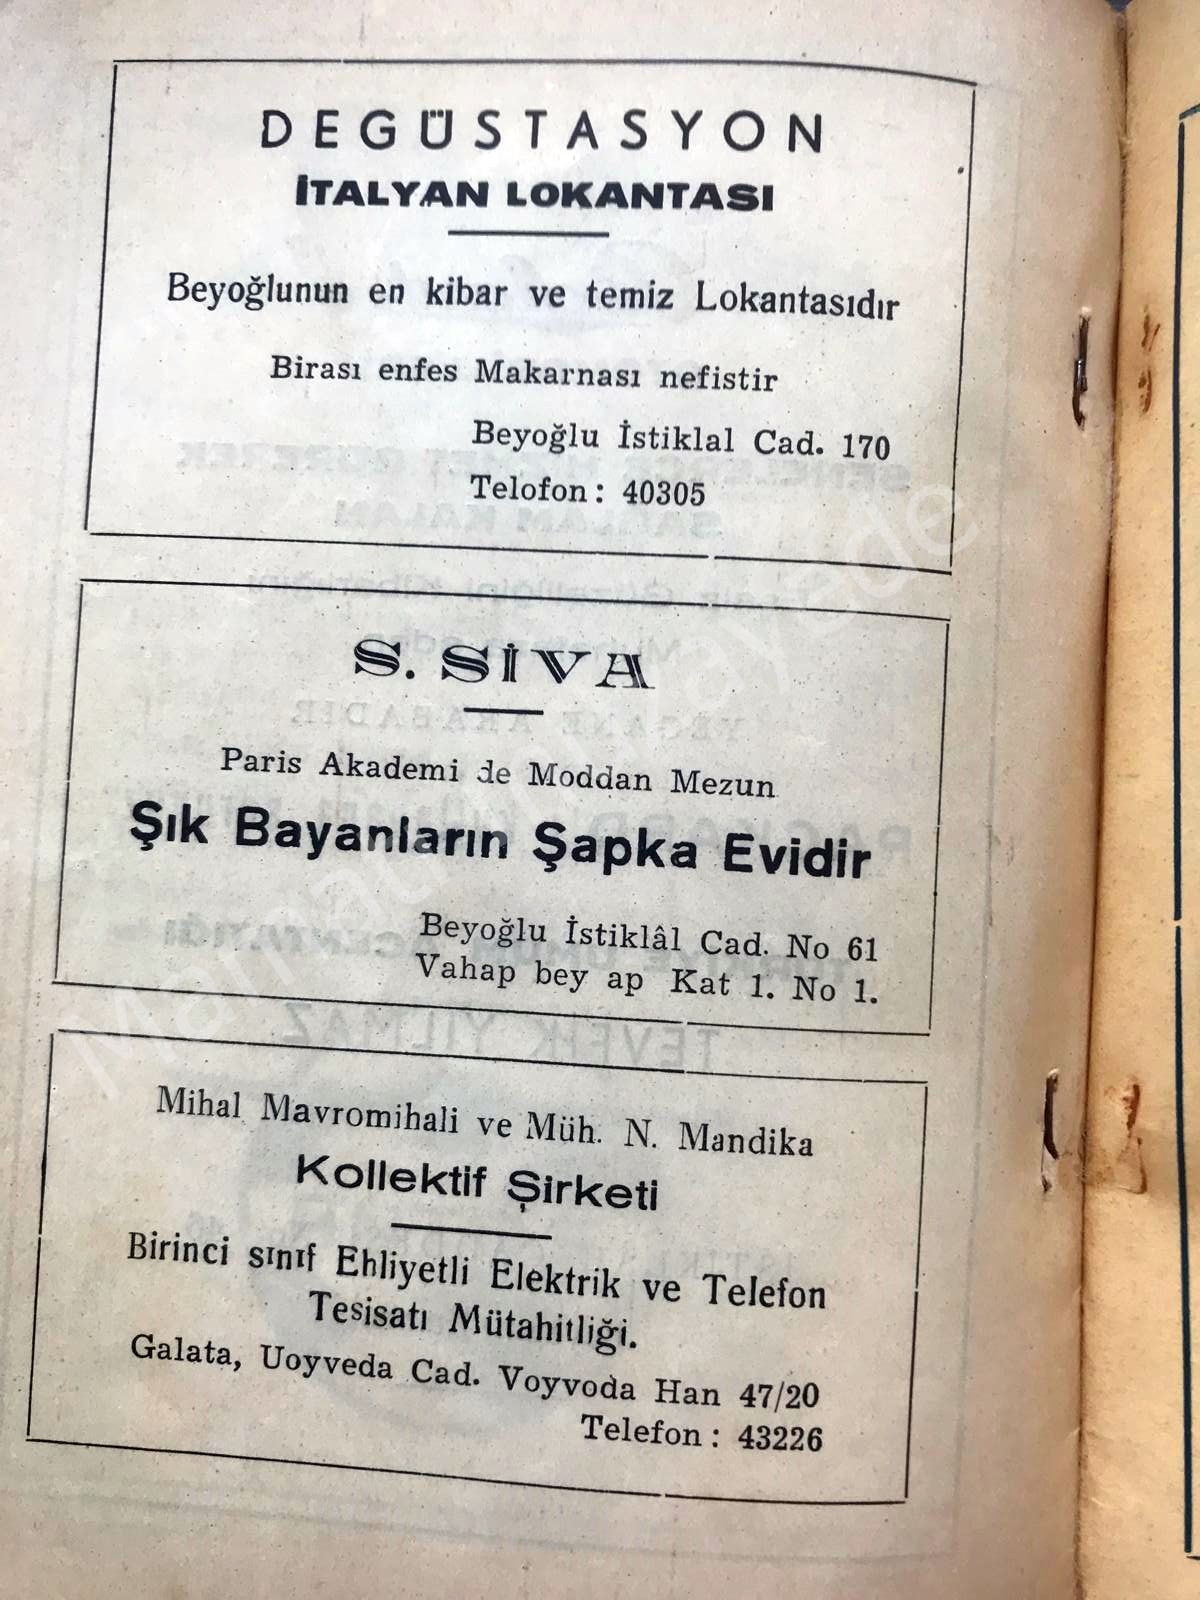 DEGÜSTASYON
İTALYAN LOKANTASI
Beyoğlunun en kibar ve temiz Lokantasıdır
Birası enfes Makarnası nefistir
Beyoğlu İstiklal Cad. 170
Telofon : 40305
S. SİVA
Paris Akademi de Moddan Mezun
Şık Bayanların Şapka Evidir
Beyoğlu İstiklâl Cad. No 61
Vahap bey ap Kat 1. No 1.
Mihal Mavromihali ve Müh. N. Mandika
Kollektif Şirketi
Birinci sınıf Ehliyetli Elektrik ve Telefon
Tesisatı Mütahitliği.
Galata, Uoyveda Cad. Voyvoda Han 47/20
Telefon : 43226